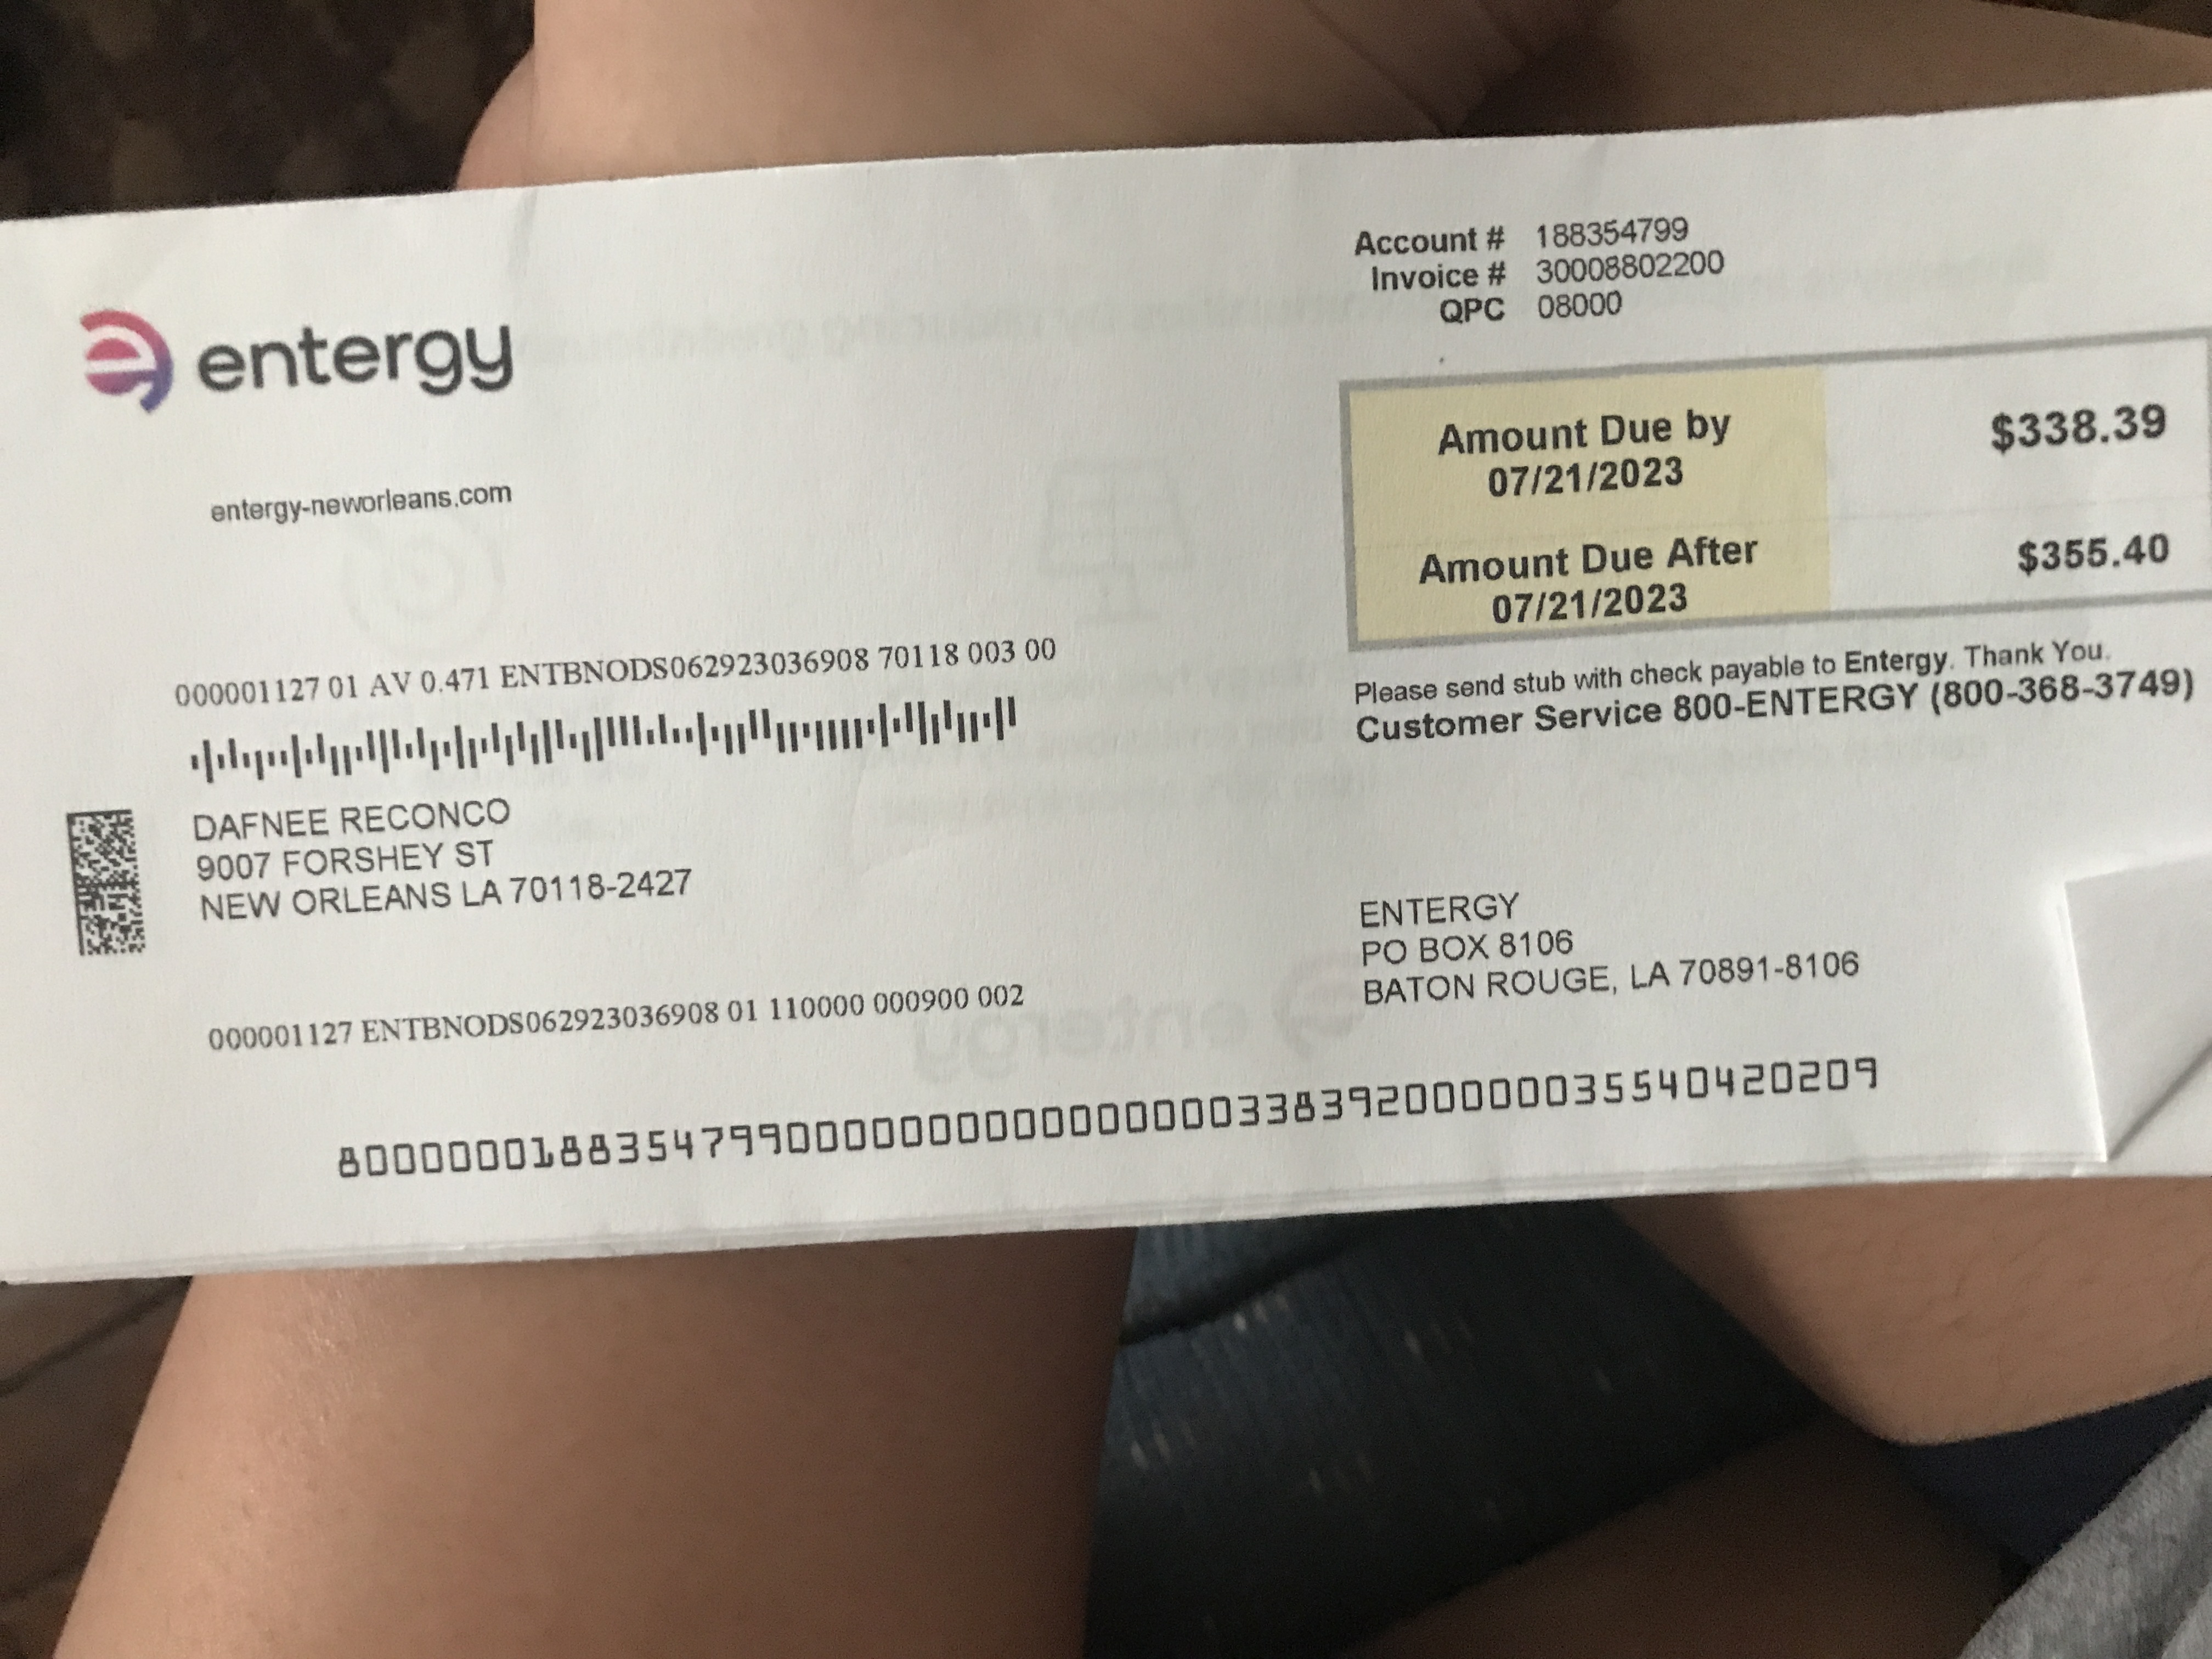 Account # 188354799
Invoice # 30008802200
QPC 08000
entergy
entergy-neworleans.com
Amount Due by
07/21/2023
$338.39
Amount Due After
07/21/2023
$355.40
Please send stub with check payable to Entergy. Thank You.
Customer Service 800-ENTERGY (800-368-3749)
000001127 01 AV 0.471 ENTBNODS062923036908 70118 003 00
DAFNEE RECONCO
9007 FORSHEY ST
NEW ORLEANS LA 70118-2427
ENTERGY
PO BOX 8106
BATON ROUGE, LA 70891-8106
000001127 ENTBNODS062923036908 01 110000 000900 002